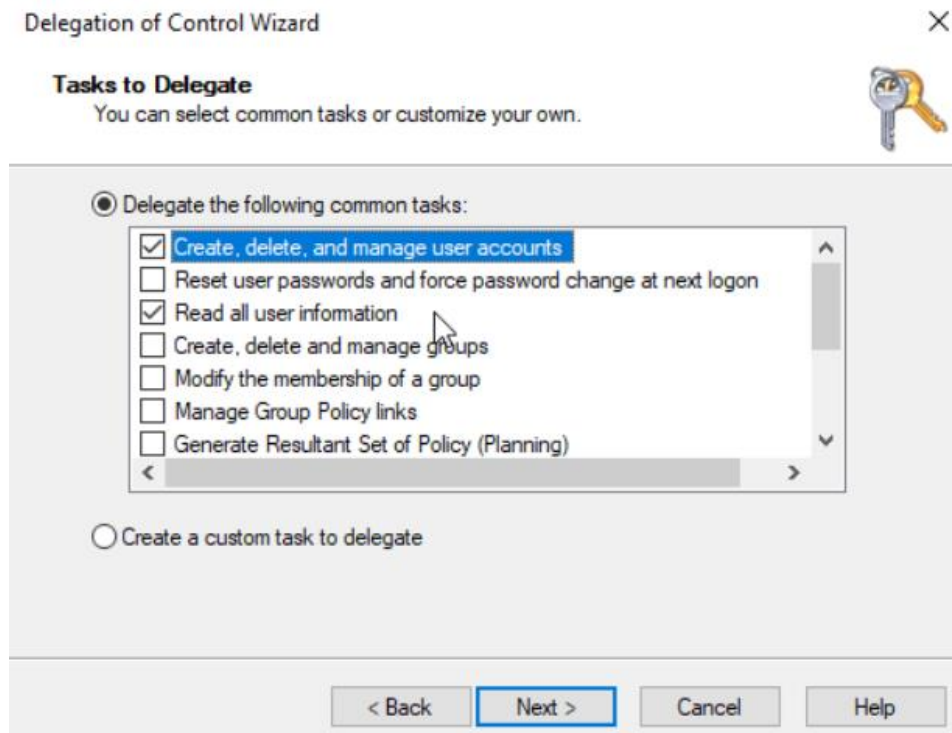 Delegation of Control Wizard
Tasks to Delegate
You can select common tasks or customize your own.
Delegate the following common tasks:
Create, delete, and manage user accounts
Reset user passwords and force password change at next logon
Read all user information
Create, delete and manage groups
Modify the membership of a group
Manage Group Policy links
Generate Resultant Set of Policy (Planning)
Create a custom task to delegate
< Back Next > Cancel Help